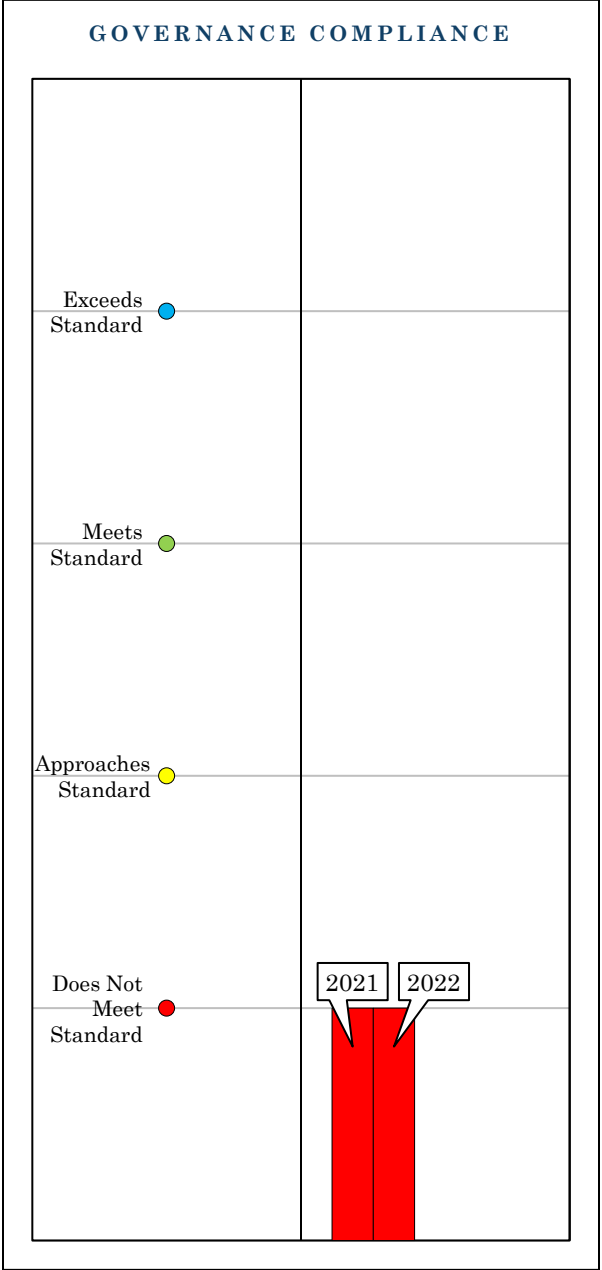 GOVERNANCE COMPLIANCE
Exceeds
Standard
Meets
Standard
Approaches
Standard
Does Not
Meet
Standard
2021
2022